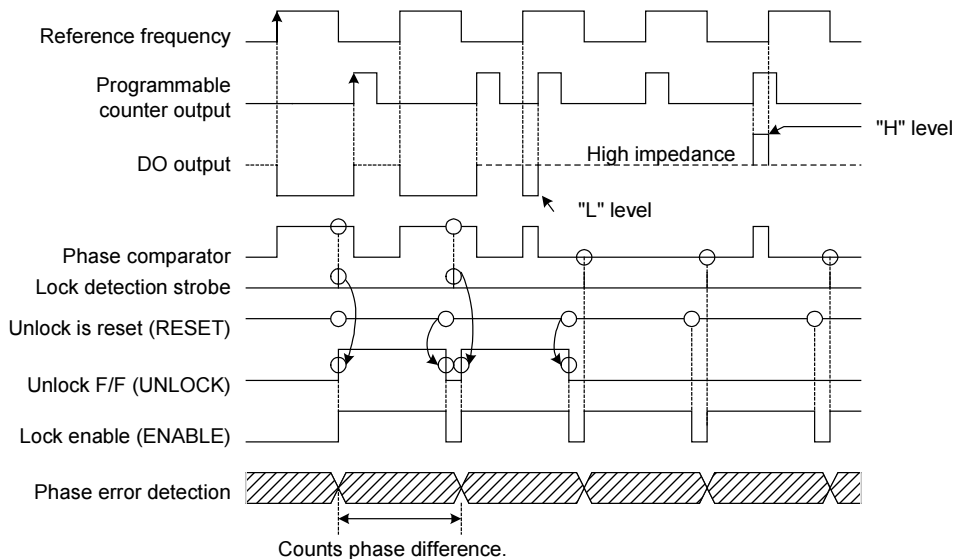 Reference frequency
Programmable
counter output
"H" level
DO output
High impedance
"L" level
Phase comparator
Lock detection strobe
Unlock is reset (RESET)
Unlock F/F (UNLOCK)
Lock enable (ENABLE)
Phase error detection
Counts phase difference.